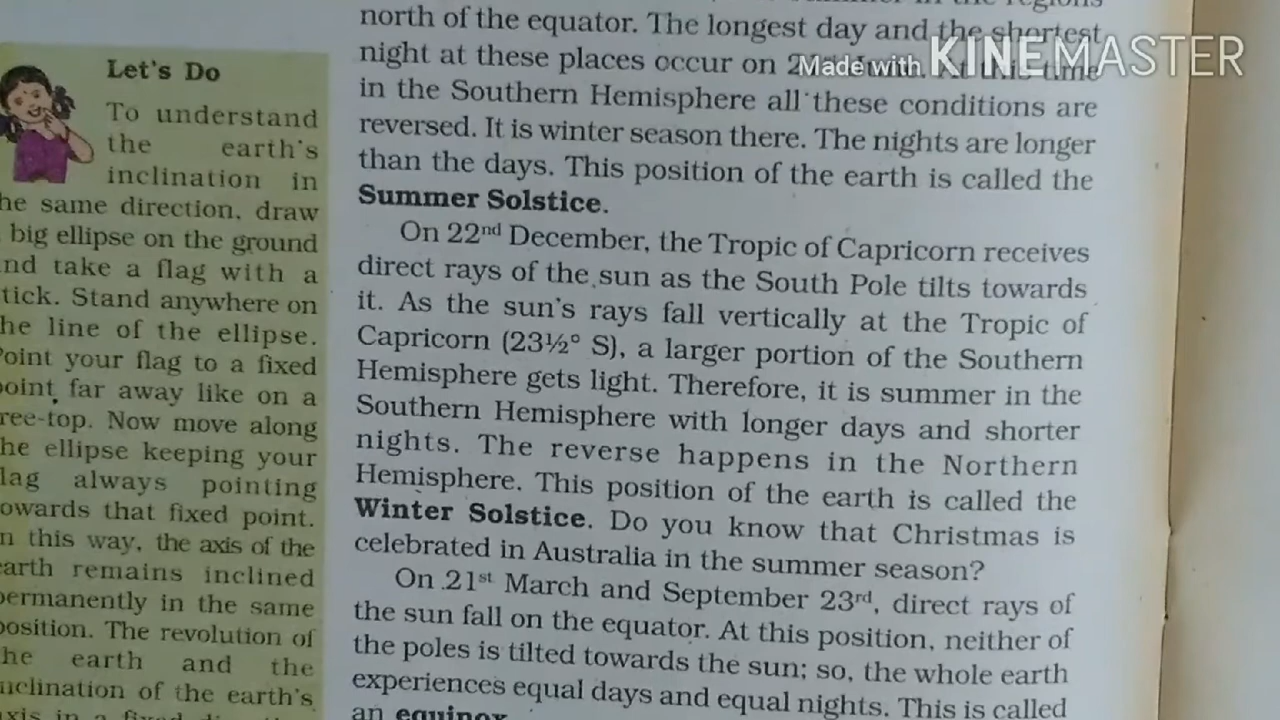 Let's Do
To understand
the earth's
inclination in
he same direction, draw
big ellipse on the ground
nd take a flag with a
tick. Stand anywhere on
he line of the ellipse.
oint your flag to a fixed
oint far away like on a
ree-top. Now move along
he ellipse keeping your
lag always pointing
owards that fixed point.
n this way, the axis of the
arth remains inclined
permanently in the same
position. The revolution of
he earth and the
nclination of the earth's
north of the equator. The longest day and the shortest
night at these places occur on
in the Southern Hemisphere all these conditions are
reversed. It is winter season there. The nights are longer
than the days. This position of the earth is called the
Summer Solstice.
On 22nd December, the Tropic of Capricorn receives
direct rays of the sun as the South Pole tilts towards
it. As the sun's rays fall vertically at the Tropic of
Capricorn (23½° S), a larger portion of the Southern
Hemisphere gets light. Therefore, it is summer in the
Southern Hemisphere with longer days and shorter
nights. The reverse happens in the Northern
Hemisphere. This position of the earth is called the
Winter Solstice. Do you know that Christmas is
celebrated in Australia in the summer season?
On 21st March and September 23rd, direct rays of
the sun fall on the equator. At this position, neither of
the poles is tilted towards the sun; so, the whole earth
experiences equal days and equal nights. This is called
an equinox.
Made with KINEMASTER